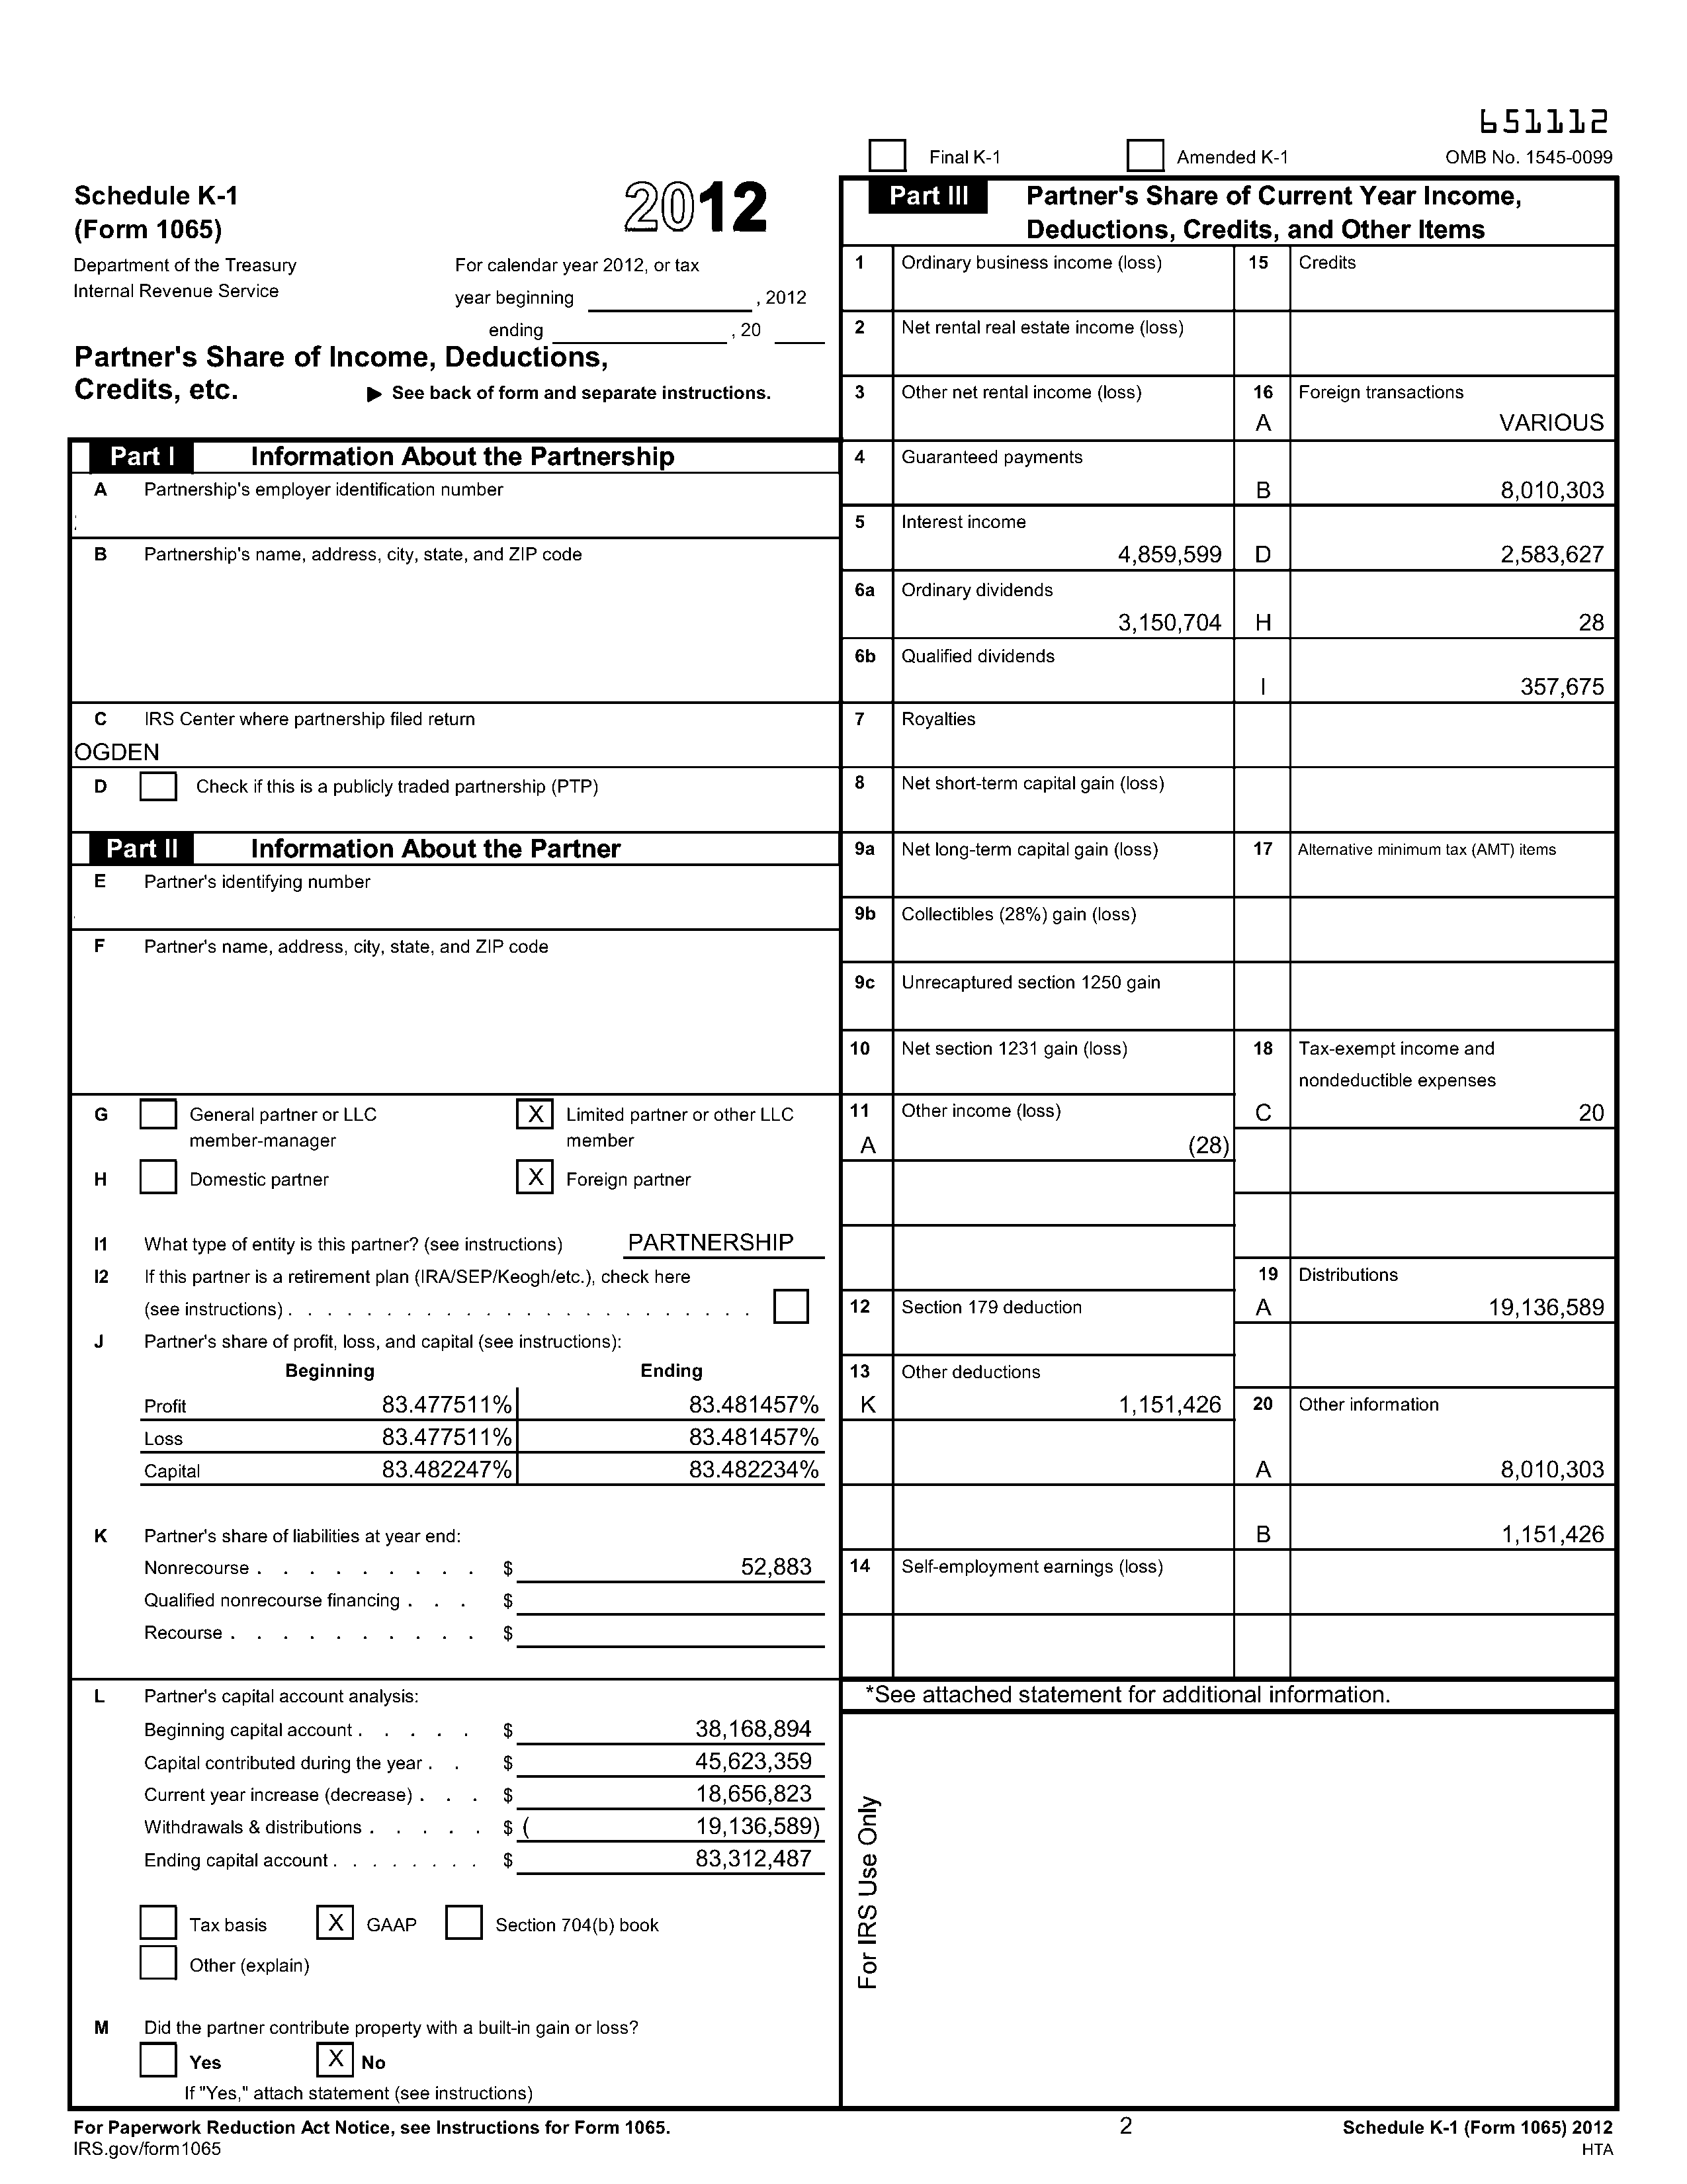 651112
Final K-1 Amended K-1 OMB No. 1545-0099
Schedule K-1
(Form 1065)
2012
Department of the Treasury
Internal Revenue Service
For calendar year 2012, or tax
year beginning , 2012
ending , 20
Partner's Share of Income, Deductions,
Credits, etc. ▶ See back of form and separate instructions.
Part I Information About the Partnership
A Partnership's employer identification number
B Partnership's name, address, city, state, and ZIP code
C IRS Center where partnership filed return
OGDEN
D Check if this is a publicly traded partnership (PTP)
Part II Information About the Partner
E Partner's identifying number
F Partner's name, address, city, state, and ZIP code
G General partner or LLC
member-manager
X Limited partner or other LLC
member
H Domestic partner X Foreign partner
I1 What type of entity is this partner? (see instructions) PARTNERSHIP
I2 If this partner is a retirement plan (IRA/SEP/Keogh/etc.), check here
(see instructions) . . . . . . . . . . . . . . . . . . . . . . . .
J Partner's share of profit, loss, and capital (see instructions):
Beginning Ending
Profit 83.477511% 83.481457%
Loss 83.477511% 83.481457%
Capital 83.482247% 83.482234%
K Partner's share of liabilities at year end:
Nonrecourse . . . . . . . . . $ 52,883
Qualified nonrecourse financing . . . $
Recourse . . . . . . . . . . $
L Partner's capital account analysis:
Beginning capital account . . . . . $ 38,168,894
Capital contributed during the year . . $ 45,623,359
Current year increase (decrease) . . . $ 18,656,823
Withdrawals & distributions . . . . . $ ( 19,136,589)
Ending capital account . . . . . . . . $ 83,312,487
Tax basis X GAAP Section 704(b) book
Other (explain)
M Did the partner contribute property with a built-in gain or loss?
Yes X No
If "Yes," attach statement (see instructions)
Part III Partner's Share of Current Year Income,
Deductions, Credits, and Other Items
1 Ordinary business income (loss)
2 Net rental real estate income (loss)
3 Other net rental income (loss)
4 Guaranteed payments
5 Interest income
4,859,599
6a Ordinary dividends
3,150,704
6b Qualified dividends
7 Royalties
8 Net short-term capital gain (loss)
9a Net long-term capital gain (loss)
9b Collectibles (28%) gain (loss)
9c Unrecaptured section 1250 gain
10 Net section 1231 gain (loss)
11 Other income (loss)
A (28)
12 Section 179 deduction
13 Other deductions
K 1,151,426
14 Self-employment earnings (loss)
15 Credits
16 Foreign transactions
A VARIOUS
B 8,010,303
D 2,583,627
H 28
I 357,675
17 Alternative minimum tax (AMT) items
18 Tax-exempt income and
nondeductible expenses
C 20
19 Distributions
A 19,136,589
20 Other information
A 8,010,303
B 1,151,426
*See attached statement for additional information.
For IRS Use Only
For Paperwork Reduction Act Notice, see Instructions for Form 1065. 2 Schedule K-1 (Form 1065) 2012
IRS.gov/form1065 HTA